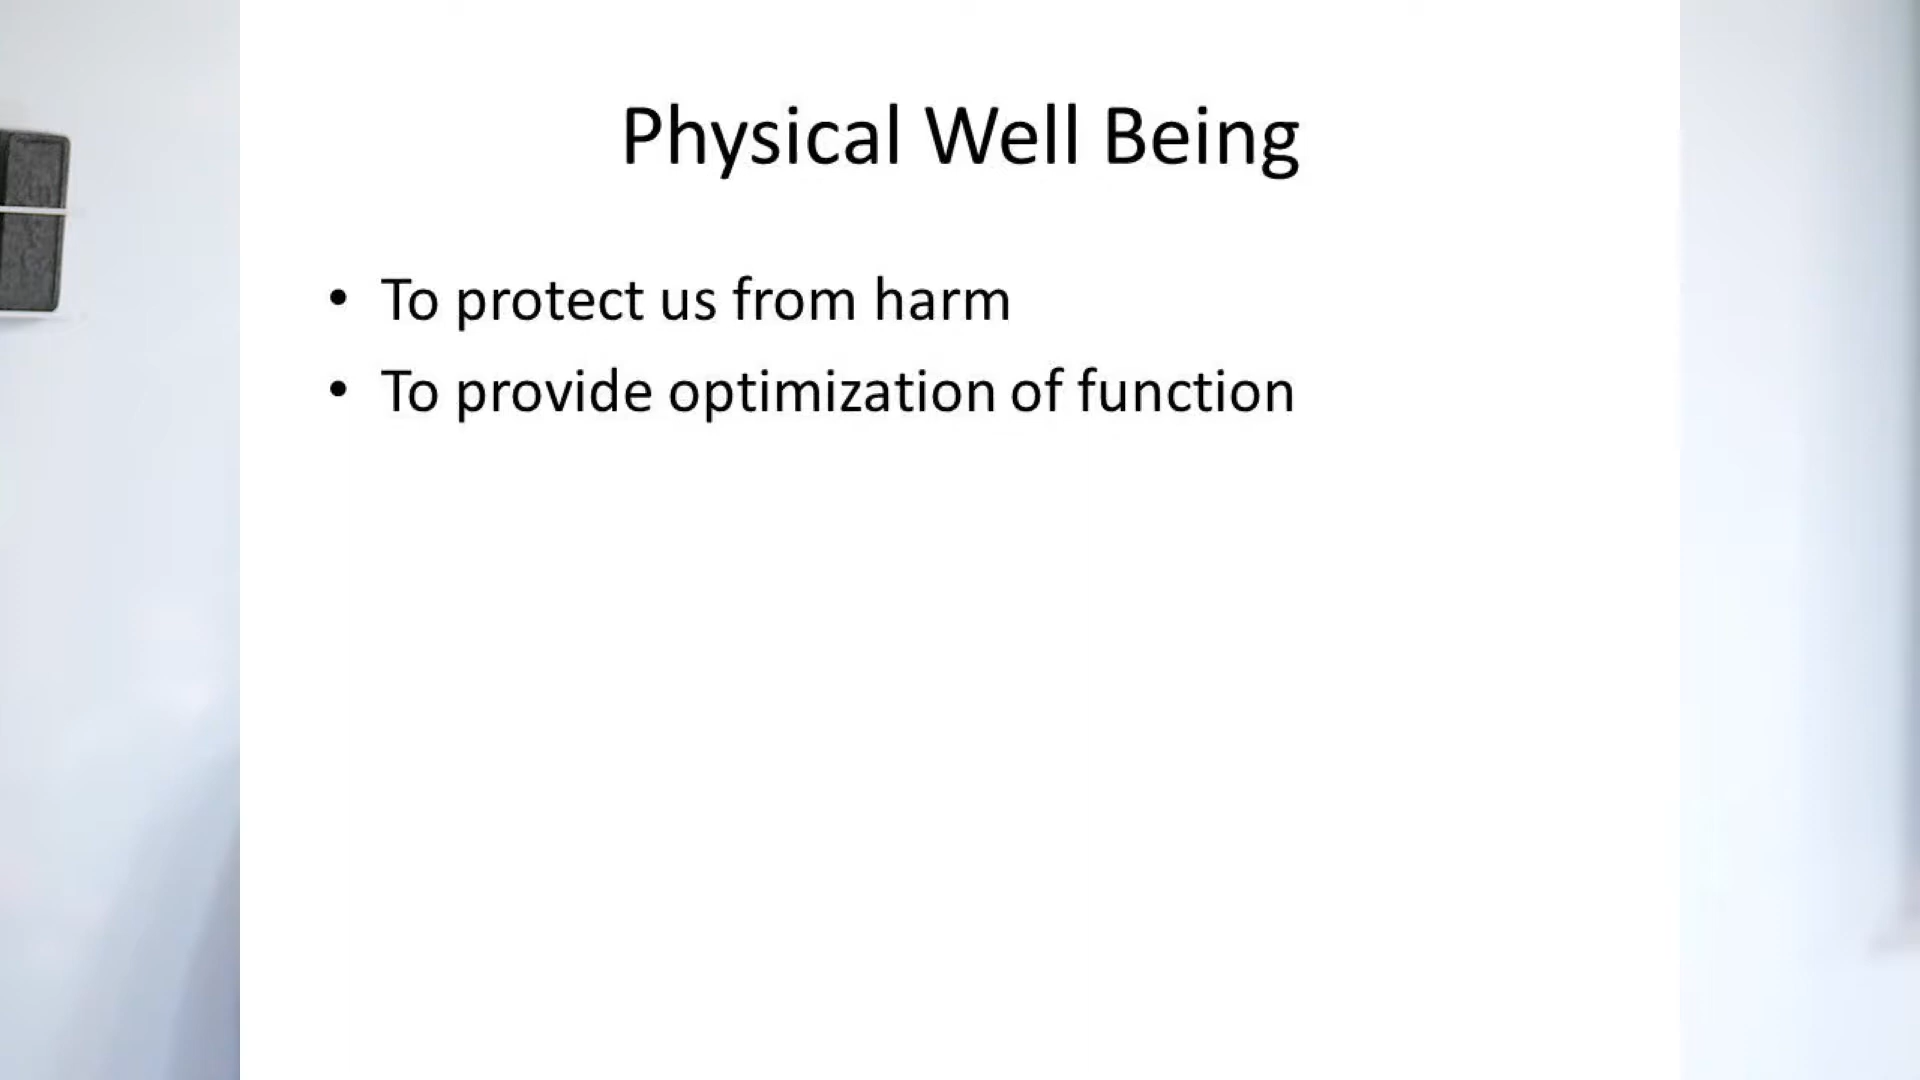 Physical Well Being
• To protect us from harm
• To provide optimization of function